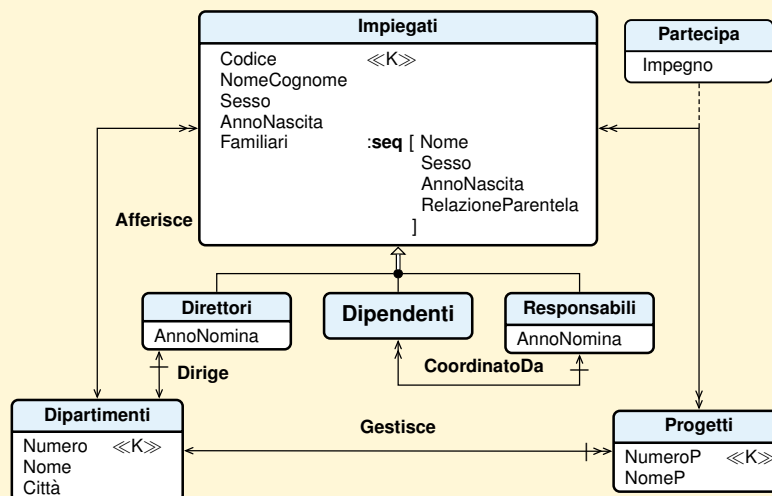 Impiegati
Codice ≪K≫
NomeCognome
Sesso
AnnoNascita
Familiari :seq [ Nome
Sesso
AnnoNascita
RelazioneParentela
]
Partecipa
Impegno
Afferisce
Direttori
AnnoNomina
Dipendenti
Responsabili
AnnoNomina
Dirige
CoordinatoDa
Dipartimenti
Numero ≪K≫
Nome
Città
Gestisce
Progetti
NumeroP ≪K≫
NomeP